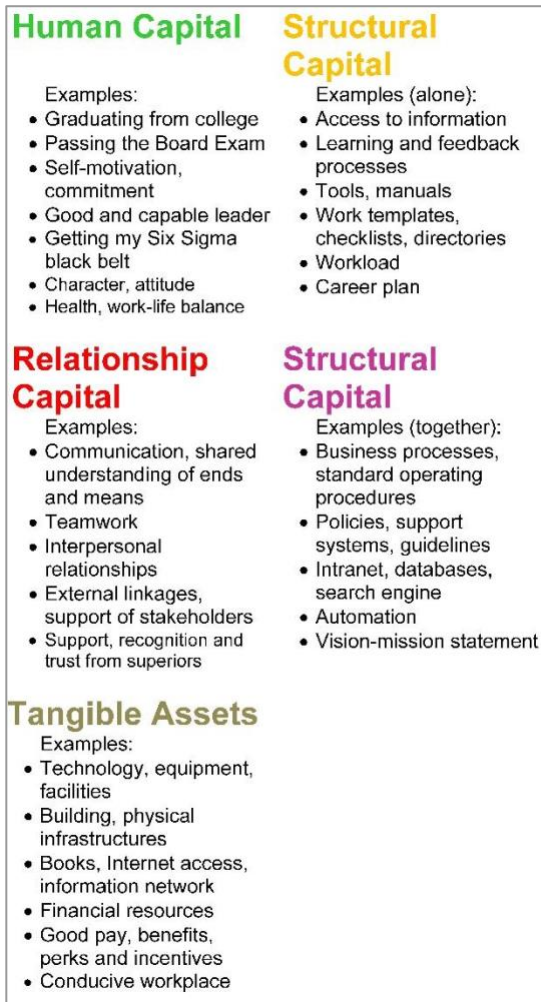 Human Capital
Examples:
• Graduating from college
• Passing the Board Exam
• Self-motivation,
commitment
• Good and capable leader
• Getting my Six Sigma
black belt
• Character, attitude
• Health, work-life balance
Structural
Capital
Examples (alone):
• Access to information
• Learning and feedback
processes
• Tools, manuals
• Work templates,
checklists, directories
• Workload
• Career plan
Relationship
Capital
Examples:
• Communication, shared
understanding of ends
and means
• Teamwork
• Interpersonal
relationships
• External linkages,
support of stakeholders
• Support, recognition and
trust from superiors
Structural
Capital
Examples (together):
• Business processes,
standard operating
procedures
• Policies, support
systems, guidelines
• Intranet, databases,
search engine
• Automation
• Vision-mission statement
Tangible Assets
Examples:
• Technology, equipment,
facilities
• Building, physical
infrastructures
• Books, Internet access,
information network
• Financial resources
• Good pay, benefits,
perks and incentives
• Conducive workplace